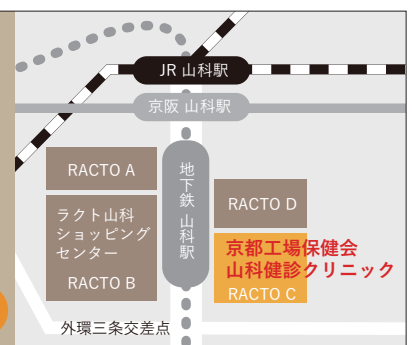 JR 山科駅
京阪 山科駅
地下鉄 山科駅
RACTO A
ラクト山科
ショッピング
センター
RACTO B
RACTO D
京都工場保健会
山科健診クリニック
RACTO C
外環三条交差点